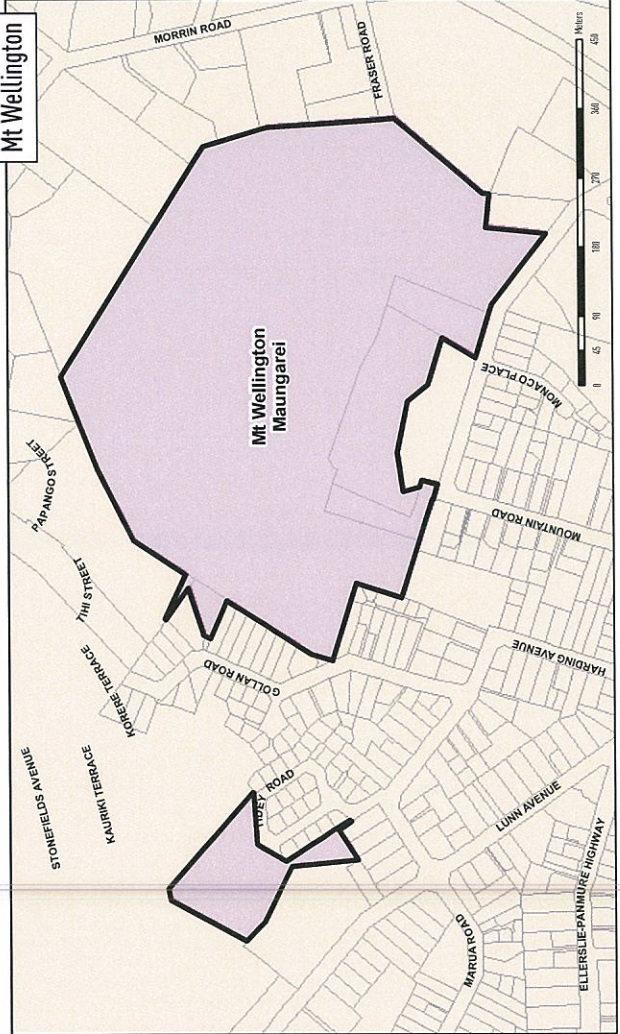 Mt Wellington
MORRIN ROAD
FRASER ROAD
Mt Wellington
Maungarei
PAPANGO STREET
TIHI STREET
KORERE TERRACE
STONEFIELDS AVENUE
KAURIKI TERRACE
GOLLAN ROAD
ROAD
MONACO PLACE
MOUNTAIN ROAD
HARDING AVENUE
LUNN AVENUE
MARUA ROAD
ELLERSLIE-PANMURE HIGHWAY
0 45 90 180 270 360 450
Meters